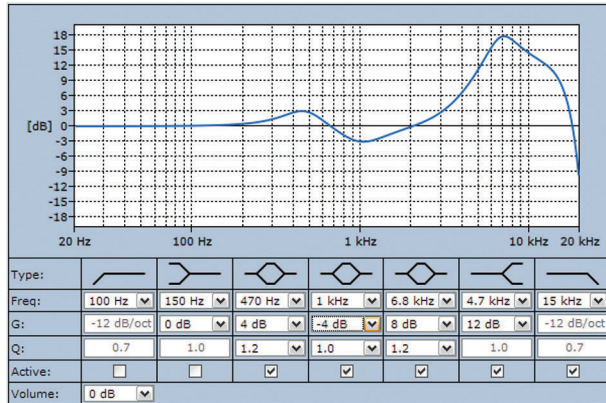 18
15
12
9
6
3
[dB] 0
-3
-6
-9
-12
-15
-18
20 Hz 100 Hz 1 kHz 10 kHz 20 kHz
Type:
Freq: 100 Hz 150 Hz 470 Hz 1 kHz 6.8 kHz 4.7 kHz 15 kHz
G: -12 dB/oct 0 dB 4 dB -4 dB 8 dB 12 dB -12 dB/oct
Q: 0.7 1.0 1.2 1.0 1.2 1.0 0.7
Active:
Volume: 0 dB